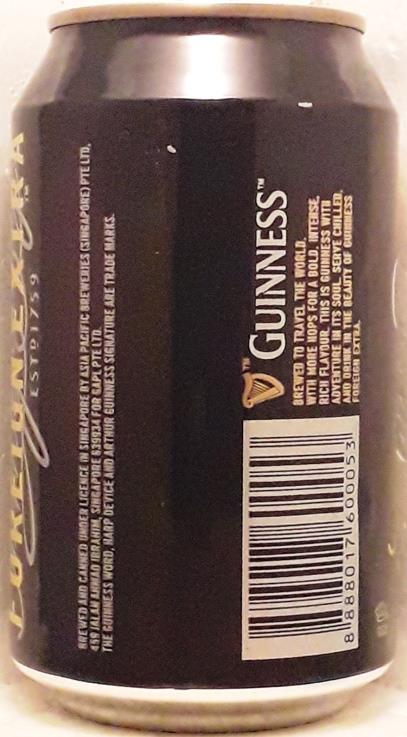 FOREIGN EXTRA
ESTD 1759
BREWED AND CANNED UNDER LICENCE IN SINGAPORE BY ASIA PACIFIC BREWERIES (SINGAPORE) PTE LTD,
459 JALAN AHMAD IBRAHIM, SINGAPORE 639934 FOR GAPL PTE LTD.
THE GUINNESS WORD, HARP DEVICE AND ARTHUR GUINNESS SIGNATURE ARE TRADE MARKS.
™ GUINNESS™
BREWED TO TRAVEL THE WORLD,
WITH MORE HOPS FOR A BOLD, INTENSE,
RICH FLAVOUR. THIS IS GUINNESS WITH
ADVENTURE IN ITS SOUL. SERVE CHILLED,
AND DRINK IN THE BEAUTY OF GUINNESS
FOREIGN EXTRA.
8 888017 600053